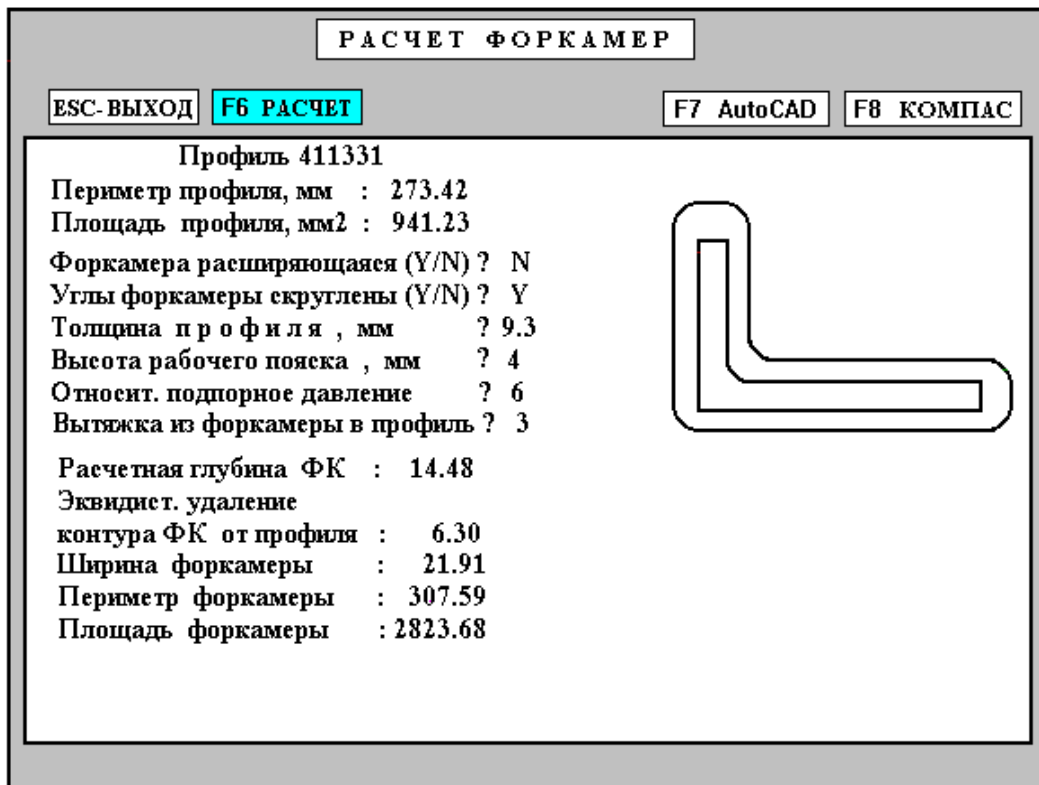 РАСЧЕТ ФОРКАМЕР
ESC-ВЫХОД F6 РАСЧЕТ F7 AutoCAD F8 КОМПАС
Профиль 411331
Периметр профиля, мм : 273.42
Площадь профиля, мм2 : 941.23
Форкамера расширяющаяся (Y/N) ? N
Углы форкамеры скруглены (Y/N) ? Y
Толщина профиля , мм ? 9.3
Высота рабочего пояска , мм ? 4
Относит. подпорное давление ? 6
Вытяжка из форкамеры в профиль ? 3
Расчетная глубина ФК : 14.48
Эквидист. удаление
контура ФК от профиля : 6.30
Ширина форкамеры : 21.91
Периметр форкамеры : 307.59
Площадь форкамеры : 2823.68